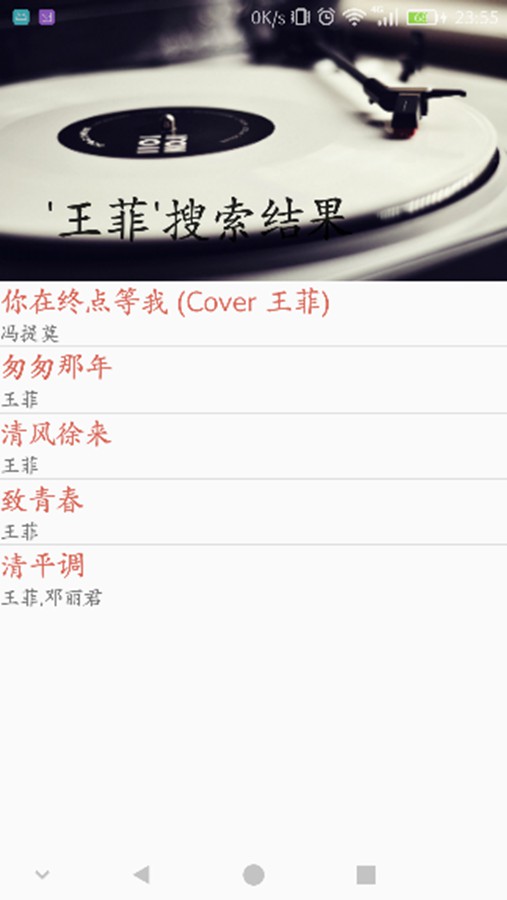 0K/s 4G 23:55
'王菲'搜索结果
你在终点等我 (Cover 王菲)
冯提莫
匆匆那年
王菲
清风徐来
王菲
致青春
王菲
清平调
王菲,邓丽君